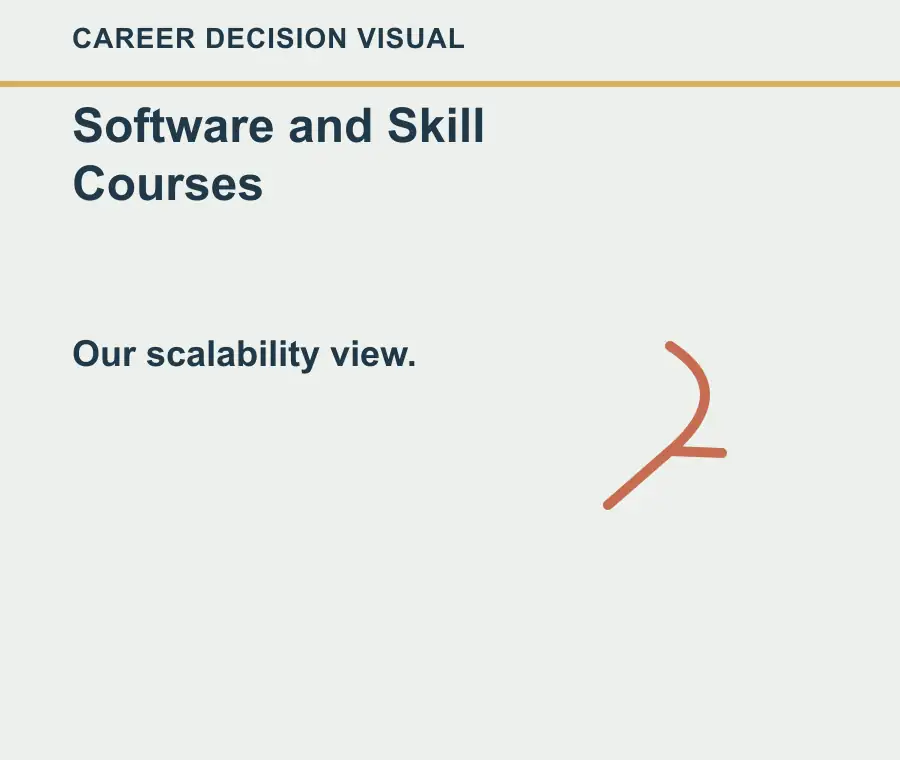 CAREER DECISION VISUAL
Software and Skill
Courses
Our scalability view.